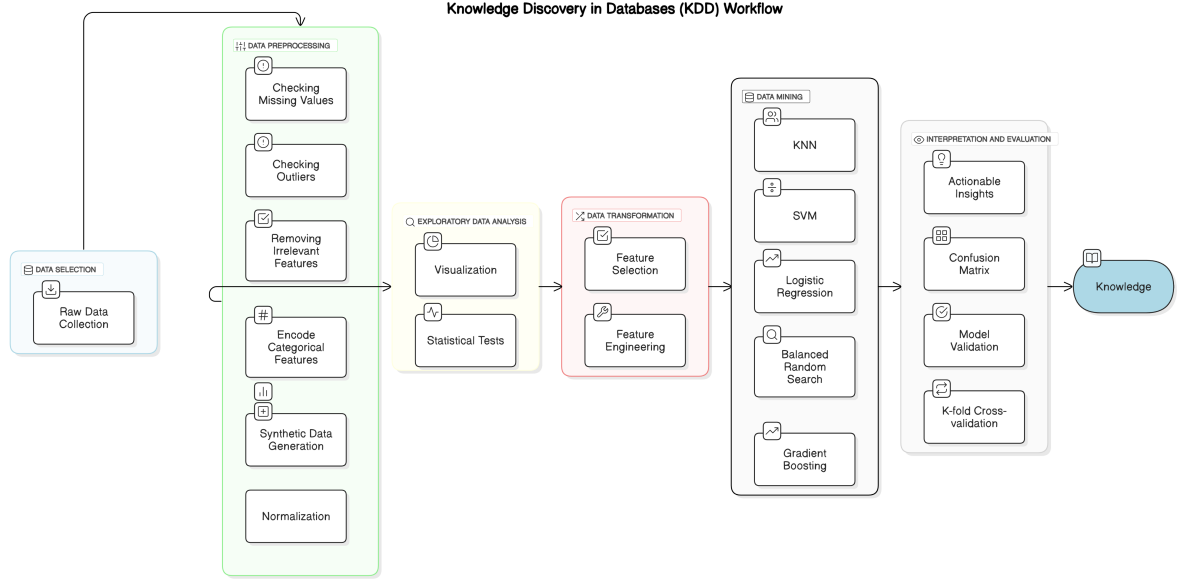 Knowledge Discovery in Databases (KDD) Workflow
DATA SELECTION
Raw Data
Collection
DATA PREPROCESSING
Checking
Missing Values
Checking
Outliers
Removing
Irrelevant
Features
Encode
Categorical
Features
Synthetic Data
Generation
Normalization
EXPLORATORY DATA ANALYSIS
Visualization
Statistical Tests
DATA TRANSFORMATION
Feature
Selection
Feature
Engineering
DATA MINING
KNN
SVM
Logistic
Regression
Balanced
Random
Search
Gradient
Boosting
INTERPRETATION AND EVALUATION
Actionable
Insights
Confusion
Matrix
Model
Validation
K-fold Cross-
validation
Knowledge